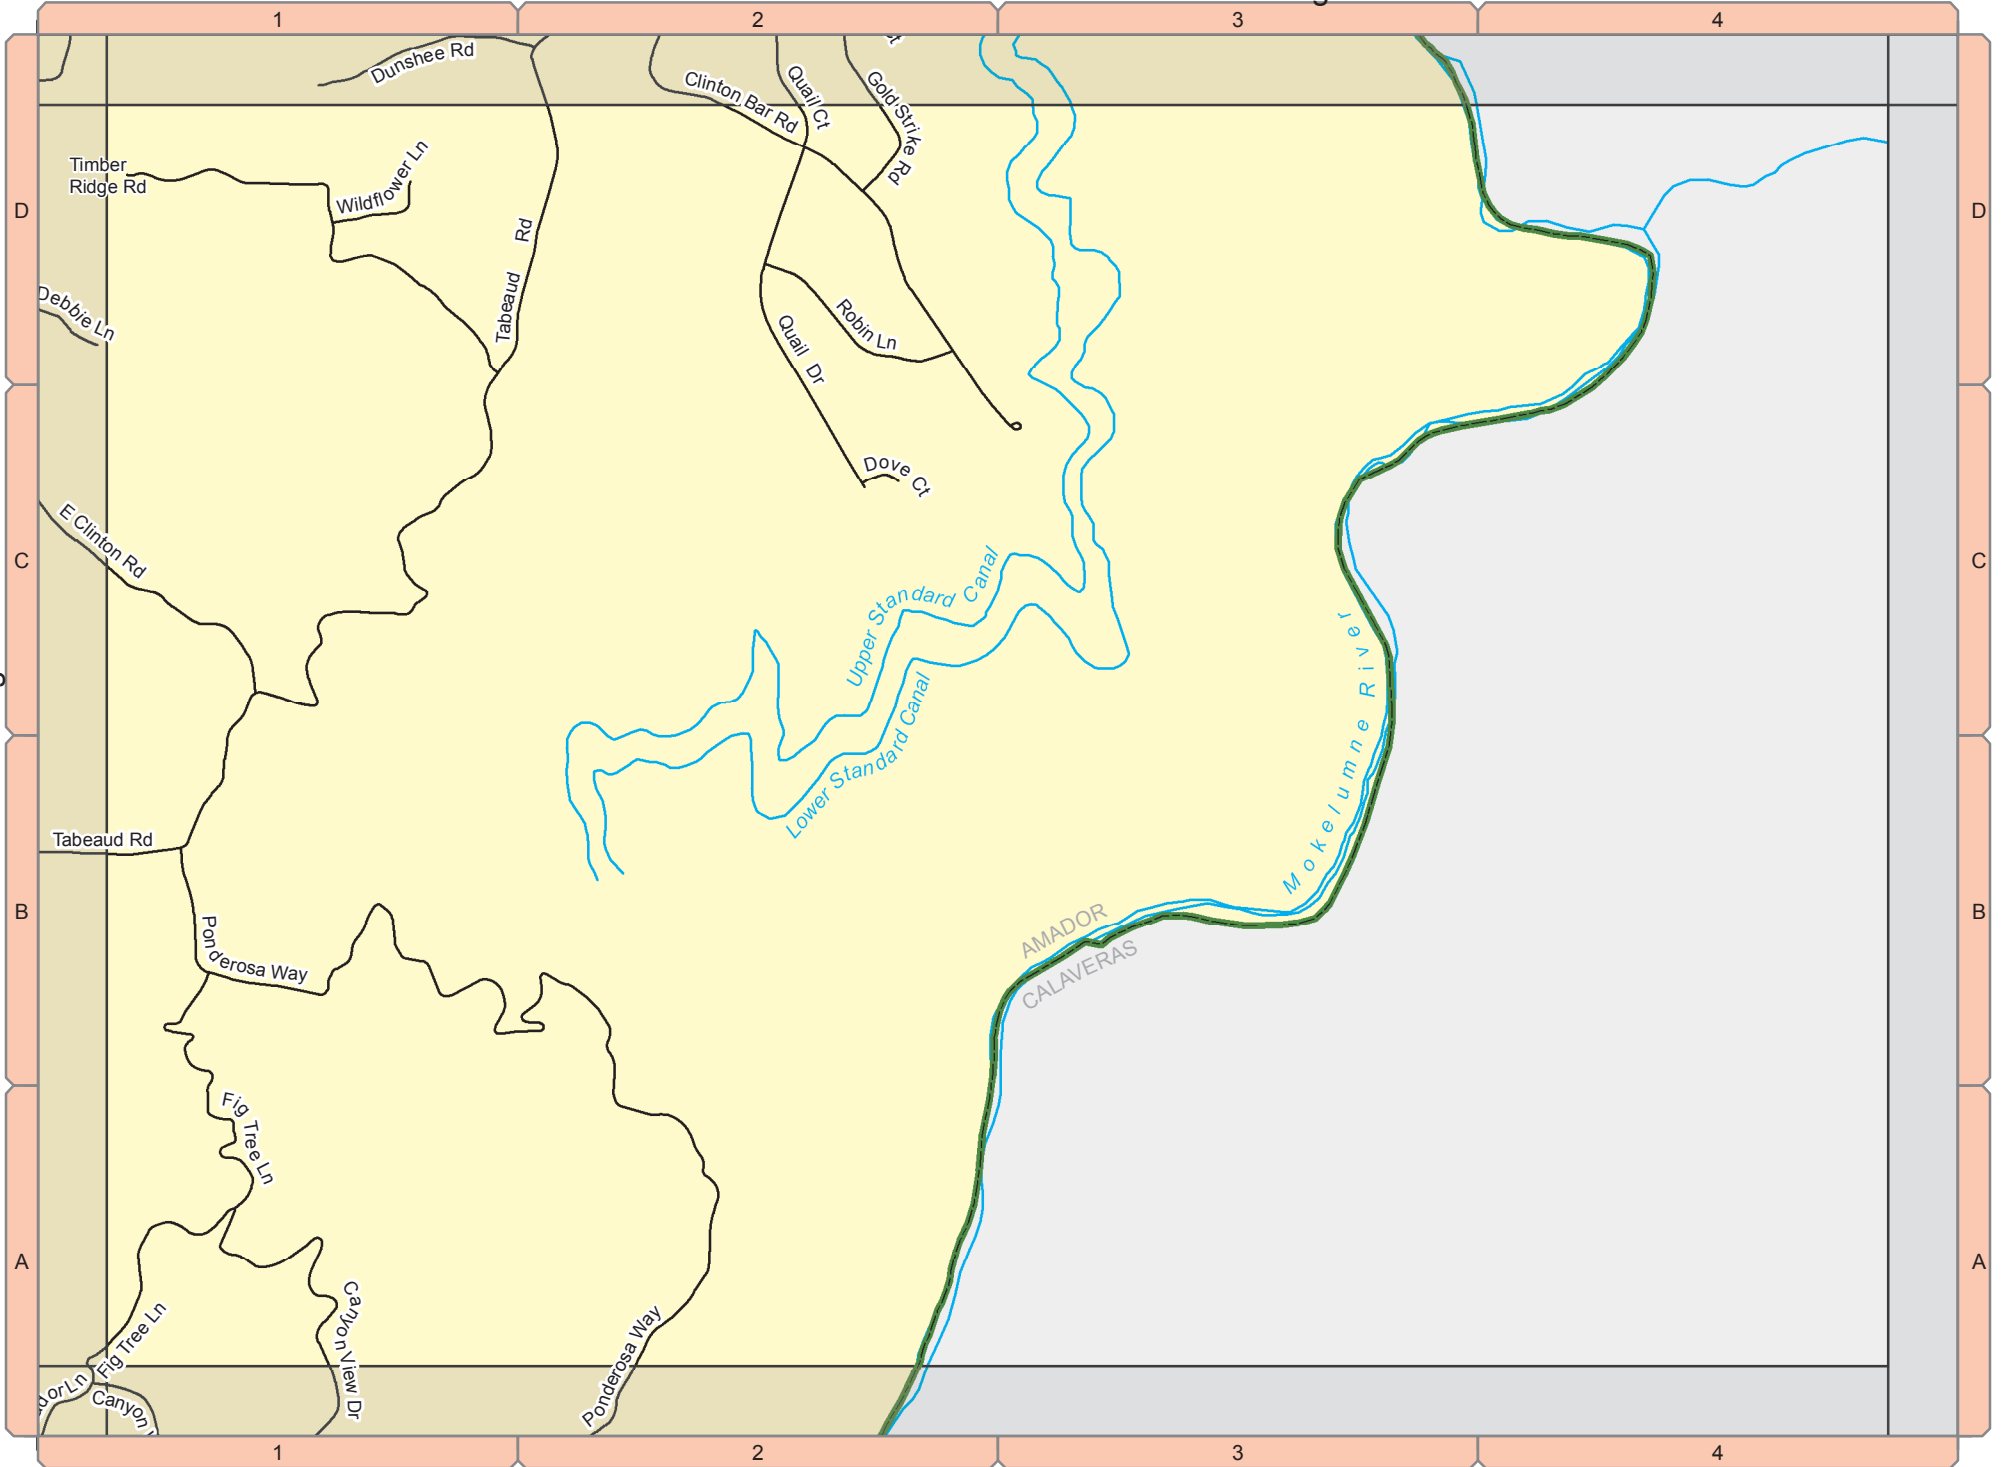 1 2 3 4
Dunshee Rd
Clinton Bar Rd
Quail Ct
Gold Strike Rd
Timber
Ridge Rd
Wildflower Ln
D D
Tabeaud Rd
Debbie Ln
Robin Ln
Quail Dr
Dove Ct
E Clinton Rd
C C
Upper Standard Canal
Lower Standard Canal
Mokelumne River
Tabeaud Rd
B B
AMADOR
CALAVERAS
Ponderosa Way
Fig Tree Ln
A A
Canyon View Dr
Fig Tree Ln
Ponderosa Way
dor Ln
Canyon
1 2 3 4